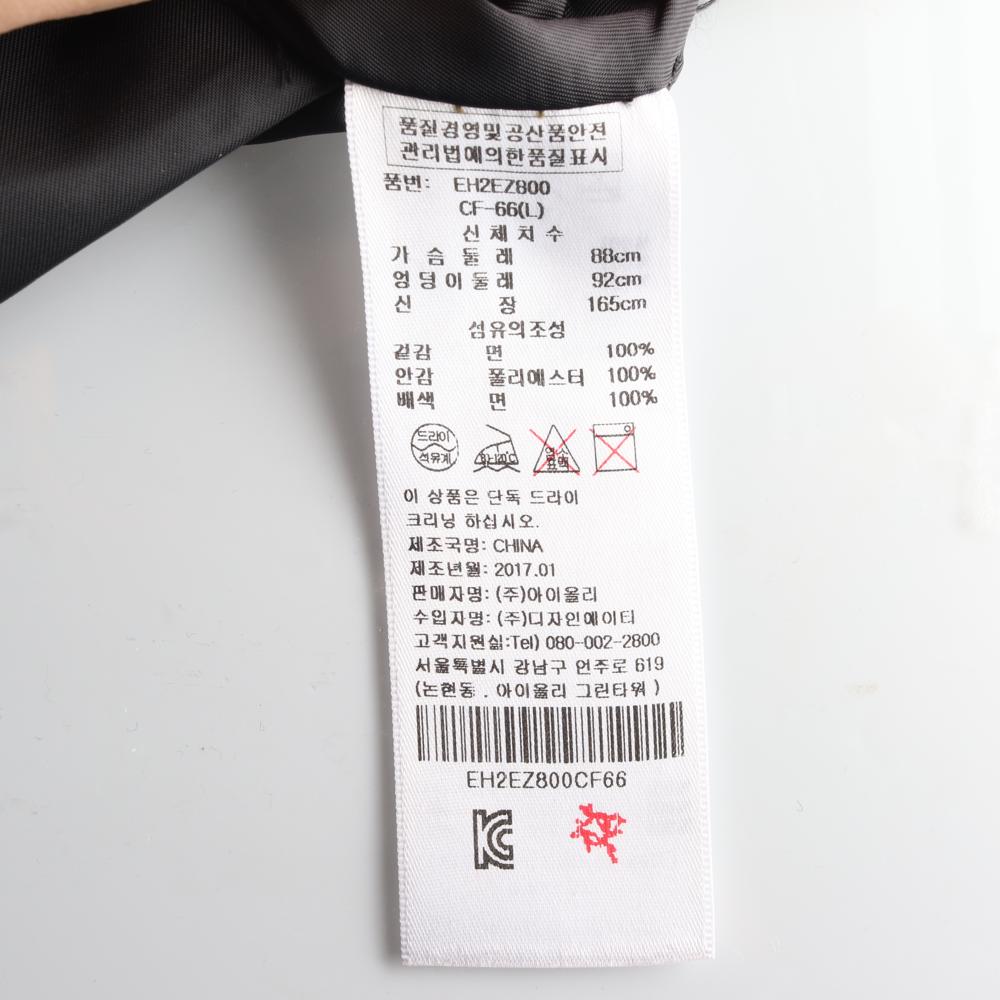 품질경영및공산품안전
관리법에의한품질표시
품번: EH2EZ800
CF-66(L)
신 체 치 수
가 슴 둘 레 88cm
엉덩이둘레 92cm
신 장 165cm
섬유의조성
겉감 면 100%
안감 폴리에스터 100%
배색 면 100%
드라이
석유계
염소
표백
이 상품은 단독 드라이
크리닝 하십시오.
제조국명: CHINA
제조년월: 2017.01
판매자명: (주)아이올리
수입자명: (주)디자인에이티
고객지원실:Tel) 080-002-2800
서울특별시 강남구 언주로 619
(논현동 . 아이올리 그린타워 )
EH2EZ800CF66
KC